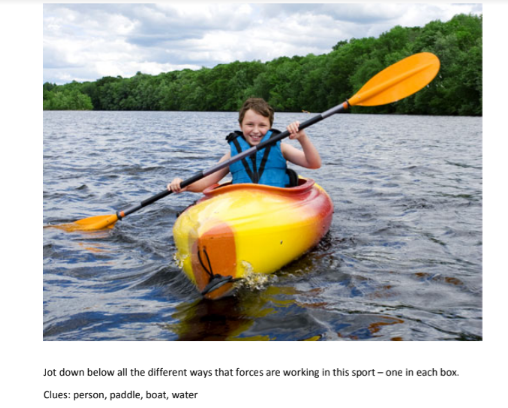 Jot down below all the different ways that forces are working in this sport – one in each box.
Clues: person, paddle, boat, water